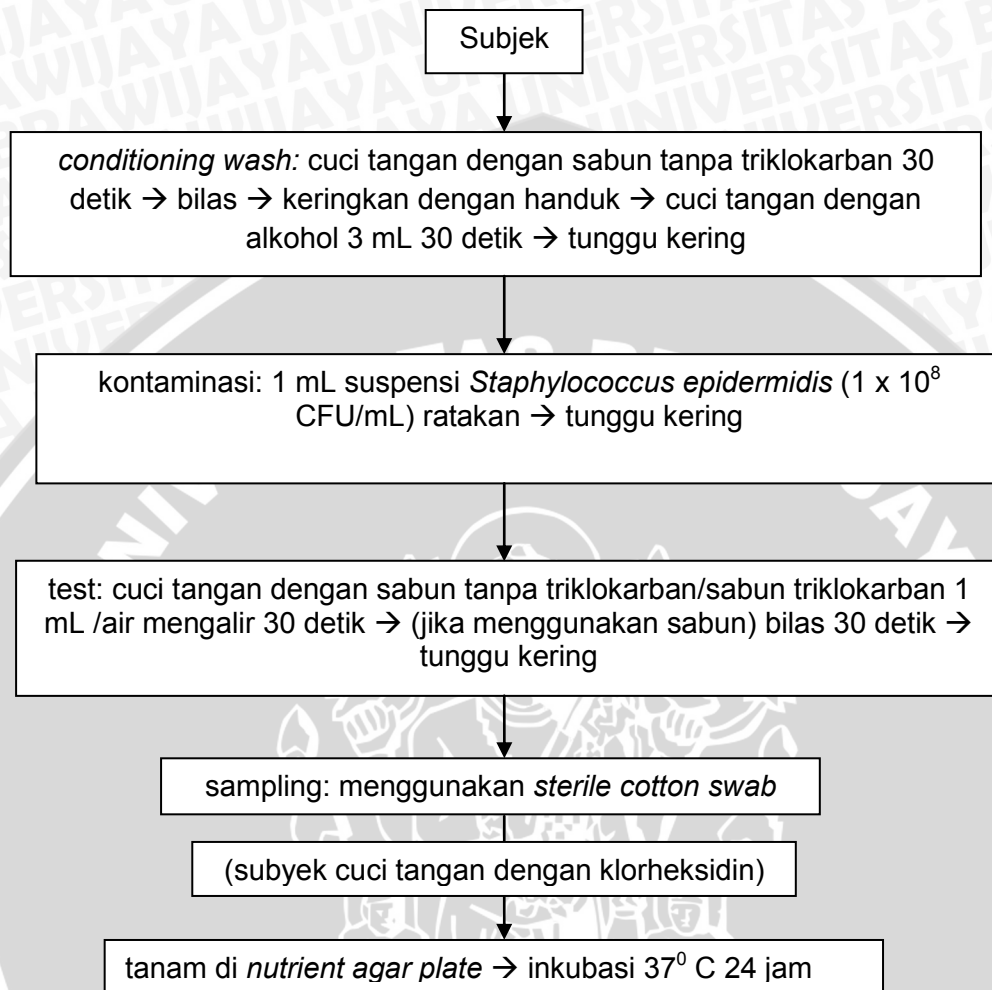 Subjek
conditioning wash: cuci tangan dengan sabun tanpa triklokarban 30
detik → bilas → keringkan dengan handuk → cuci tangan dengan
alkohol 3 mL 30 detik → tunggu kering
kontaminasi: 1 mL suspensi Staphylococcus epidermidis (1 x 10⁸
CFU/mL) ratakan → tunggu kering
test: cuci tangan dengan sabun tanpa triklokarban/sabun triklokarban 1
mL /air mengalir 30 detik → (jika menggunakan sabun) bilas 30 detik →
tunggu kering
sampling: menggunakan sterile cotton swab
(subyek cuci tangan dengan klorheksidin)
tanam di nutrient agar plate → inkubasi 37⁰ C 24 jam